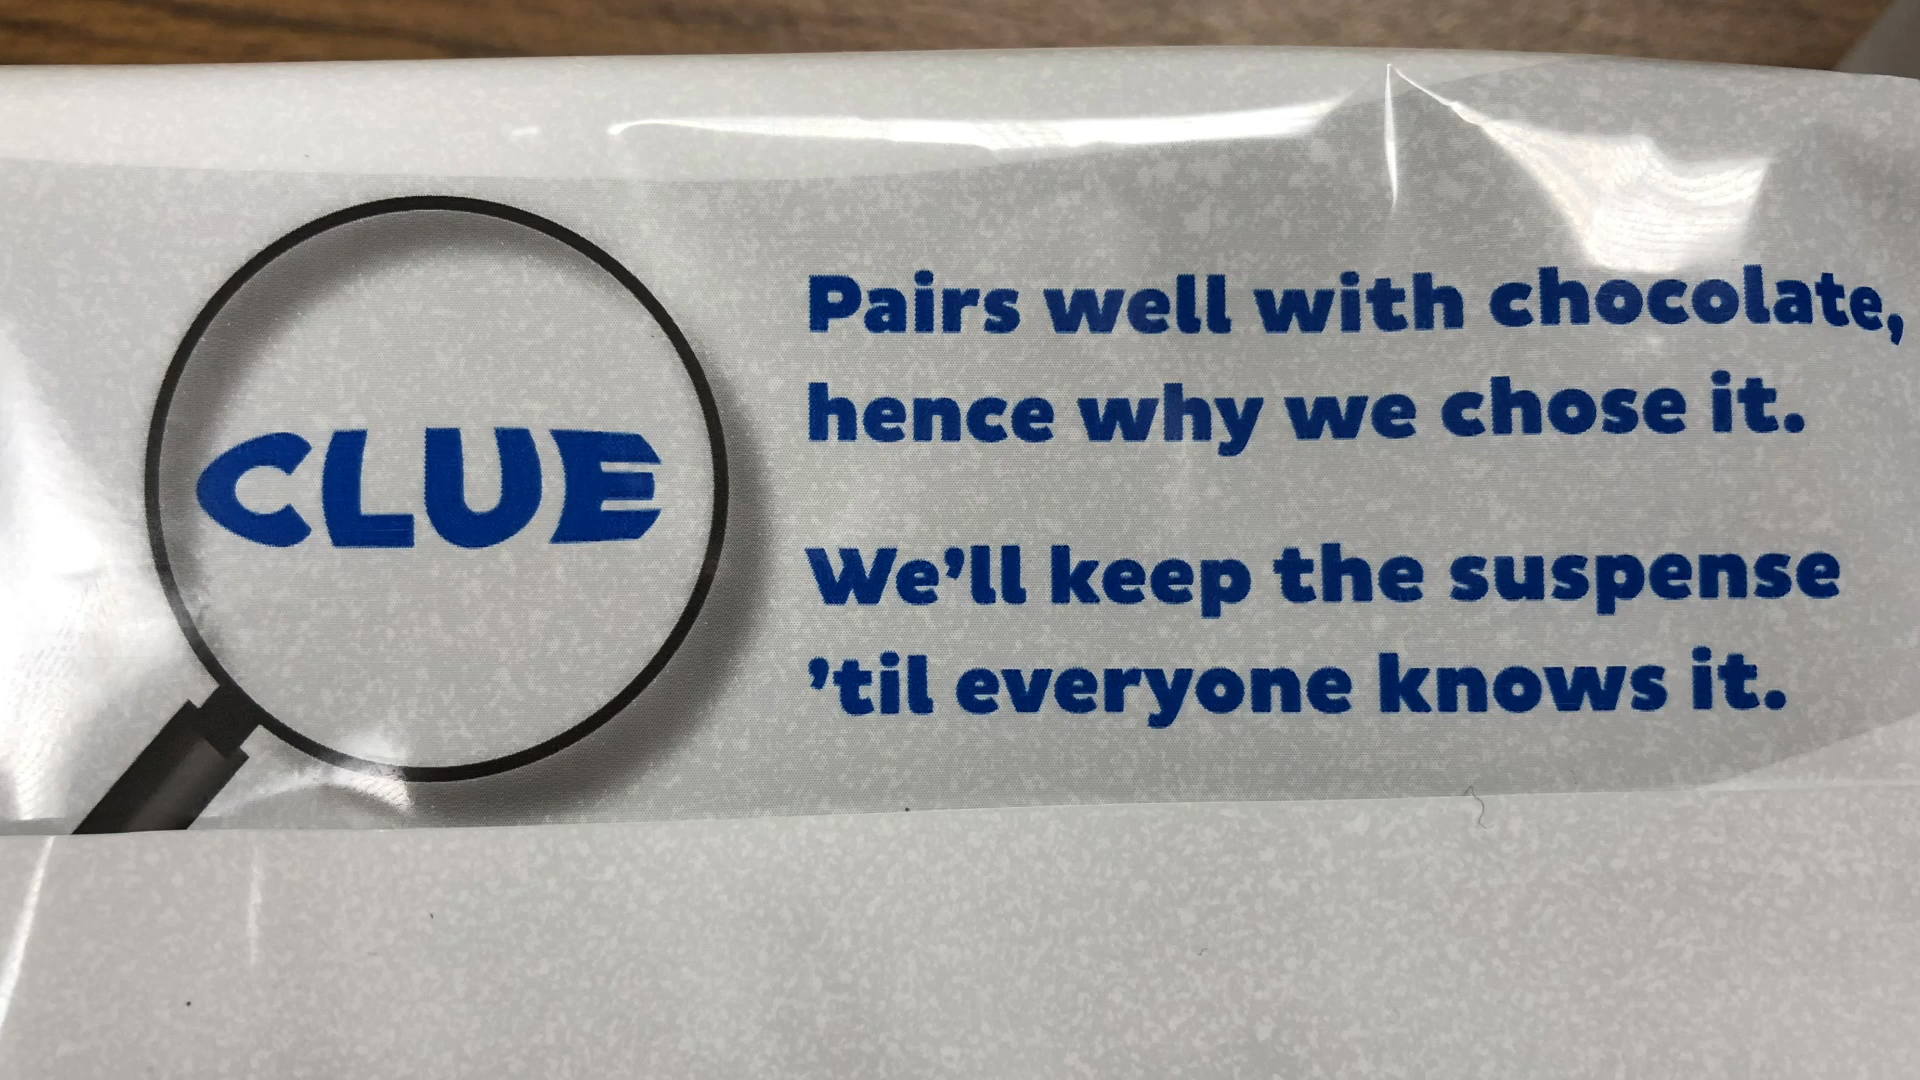 CLUE
Pairs well with chocolate,
hence why we chose it.
We'll keep the suspense
'til everyone knows it.